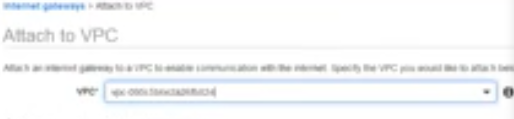 Internet gateways > Attach to VPC
Attach to VPC
Attach an internet gateway to a VPC to enable communication with the internet. Specify the VPC you would like to attach below
VPC*